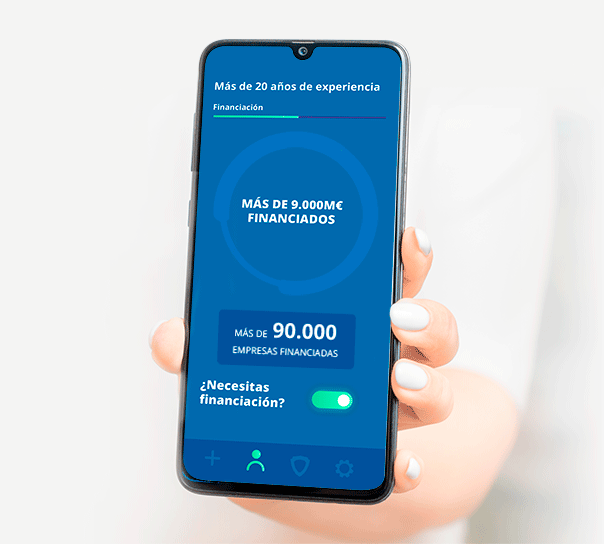 Más de 20 años de experiencia
Financiación
MÁS DE 9.000M€
FINANCIADOS
MÁS DE 90.000
EMPRESAS FINANCIADAS
¿Necesitas
financiación?